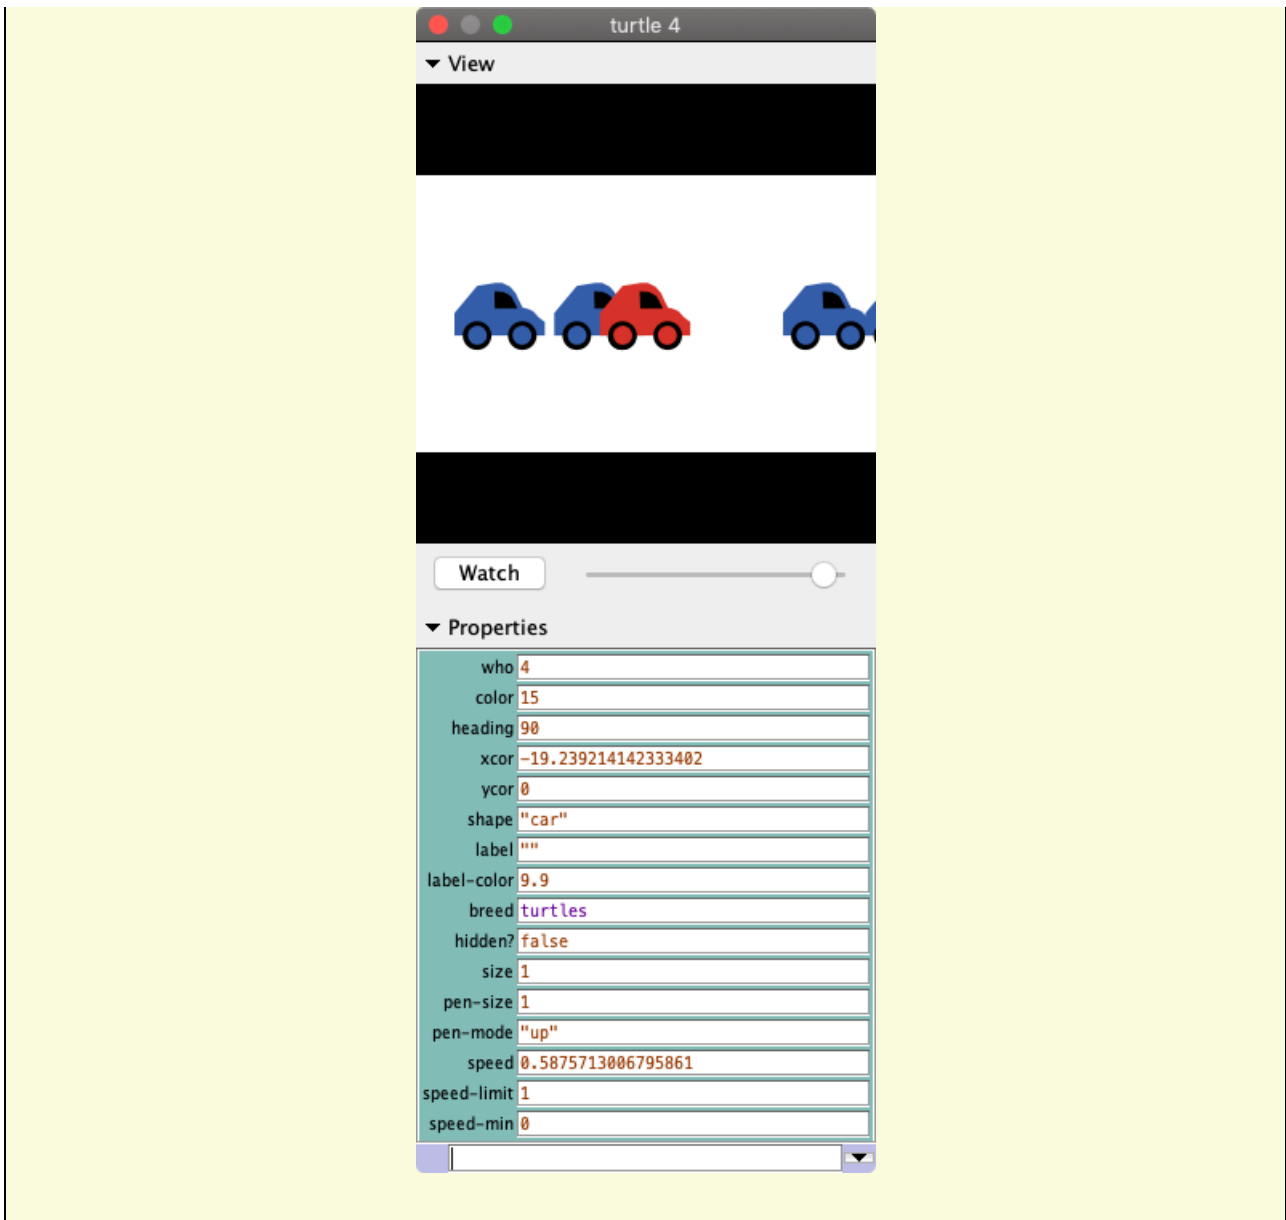 turtle 4
View
Watch
Properties
who 4
color 15
heading 90
xcor -19.239214142333402
ycor 0
shape "car"
label ""
label-color 9.9
breed turtles
hidden? false
size 1
pen-size 1
pen-mode "up"
speed 0.5875713006795861
speed-limit 1
speed-min 0